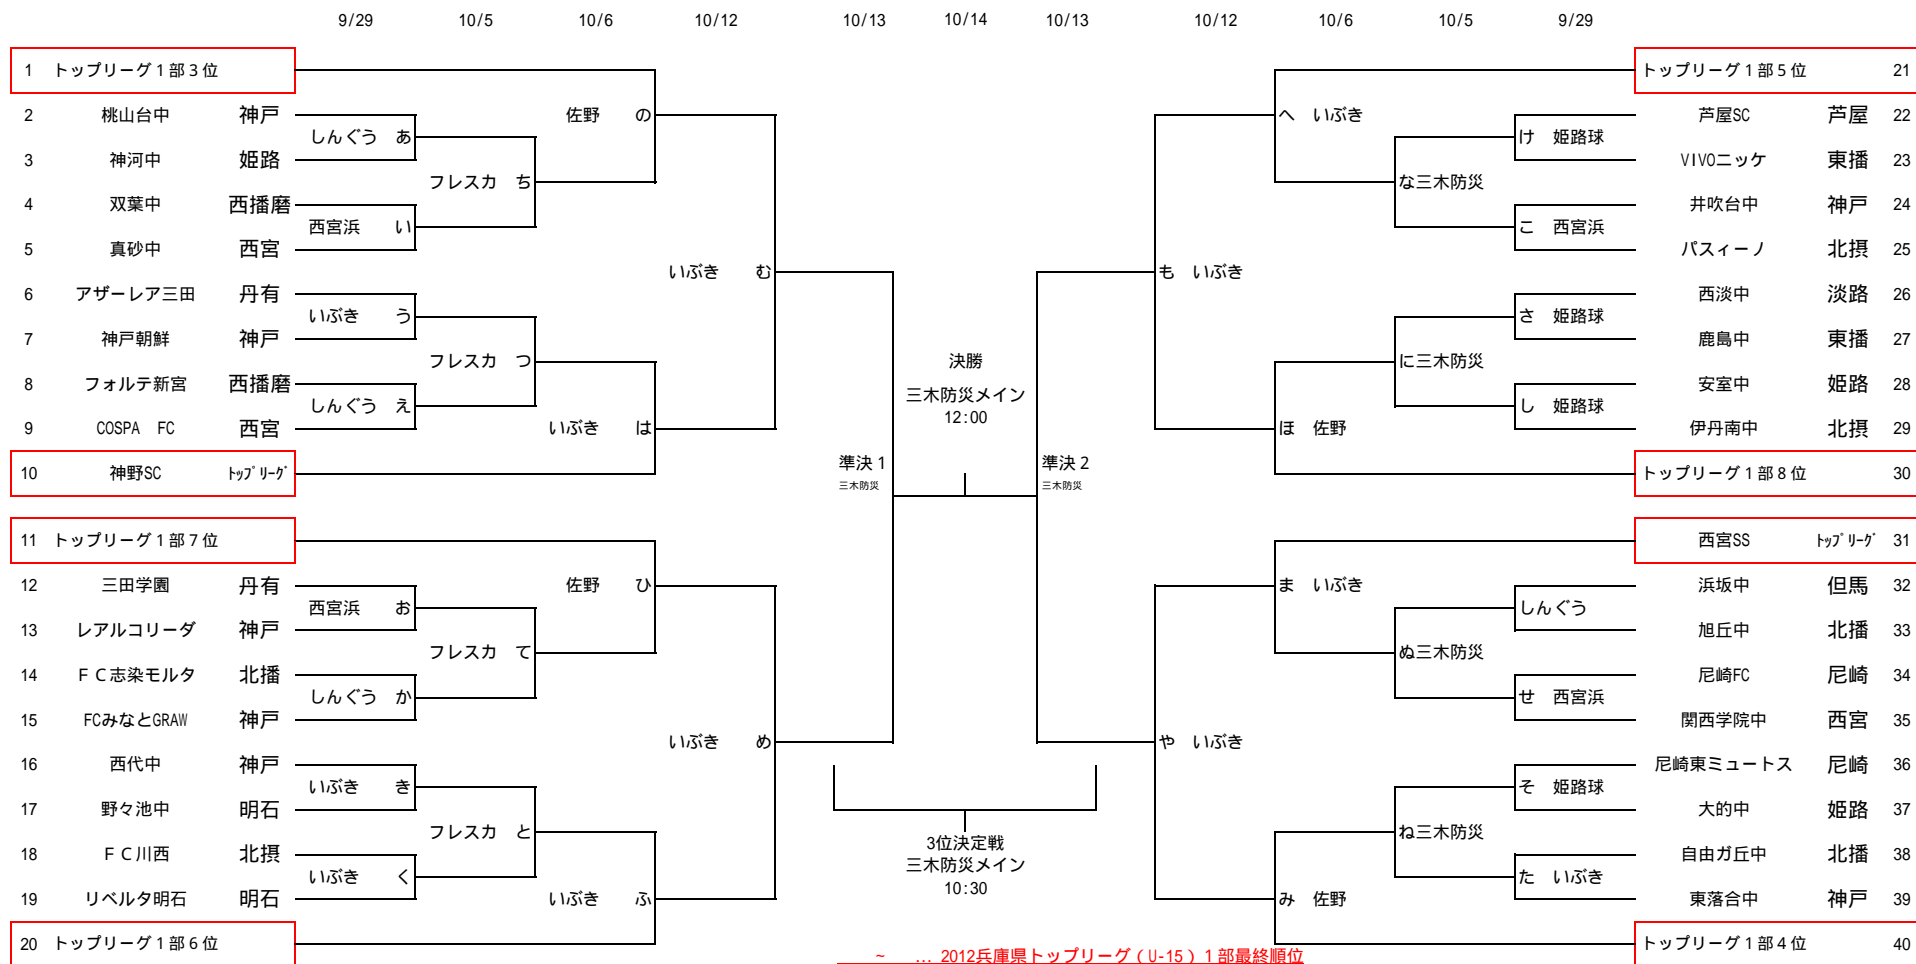 9/29 10/5 10/6 10/12 10/13 10/14 10/13 10/12 10/6 10/5 9/29
1 トップリーグ1部3位
2 桃山台中 神戸
しんぐう あ
3 神河中 姫路
フレスカ ち
佐野 の
4 双葉中 西播磨
西宮浜 い
5 真砂中 西宮
いぶき む
6 アザーレア三田 丹有
いぶき う
7 神戸朝鮮 神戸
フレスカ つ
8 フォルテ新宮 西播磨
しんぐう え
9 COSPA FC 西宮
いぶき は
10 神野SC トップリーグ
11 トップリーグ1部7位
12 三田学園 丹有
西宮浜 お
佐野 ひ
13 レアルコリーダ 神戸
フレスカ て
14 FC志染モルタ 北播
しんぐう か
15 FCみなとGRAW 神戸
いぶき め
16 西代中 神戸
いぶき き
17 野々池中 明石
フレスカ と
18 FC川西 北摂
いぶき く
19 リベルタ明石 明石
いぶき ふ
20 トップリーグ1部6位
決勝
三木防災メイン
12:00
準決1
三木防災
準決2
三木防災
3位決定戦
三木防災メイン
10:30
トップリーグ1部5位 21
へ いぶき
芦屋SC 芦屋 22
け 姫路球
VIVOニッケ 東播 23
な三木防災
井吹台中 神戸 24
こ 西宮浜
パスィーノ 北摂 25
も いぶき
西淡中 淡路 26
さ 姫路球
鹿島中 東播 27
に三木防災
安室中 姫路 28
し 姫路球
伊丹南中 北摂 29
ほ 佐野
トップリーグ1部8位 30
西宮SS トップリーグ 31
ま いぶき
浜坂中 但馬 32
しんぐう
旭丘中 北播 33
ぬ三木防災
尼崎FC 尼崎 34
せ 西宮浜
関西学院中 西宮 35
や いぶき
尼崎東ミュートス 尼崎 36
そ 姫路球
大的中 姫路 37
ね三木防災
自由ガ丘中 北播 38
た いぶき
東落合中 神戸 39
み 佐野
トップリーグ1部4位 40
~ … 2012兵庫県トップリーグ(U-15)1部最終順位